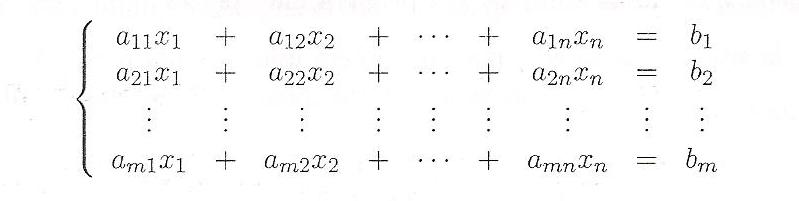 a₁₁x₁ + a₁₂x₂ + ⋯ + a₁ₙxₙ = b₁
a₂₁x₁ + a₂₂x₂ + ⋯ + a₂ₙxₙ = b₂
⋮ ⋮ ⋮ ⋮ ⋮ ⋮ ⋮ ⋮ ⋮
aₘ₁x₁ + aₘ₂x₂ + ⋯ + aₘₙxₙ = bₘ